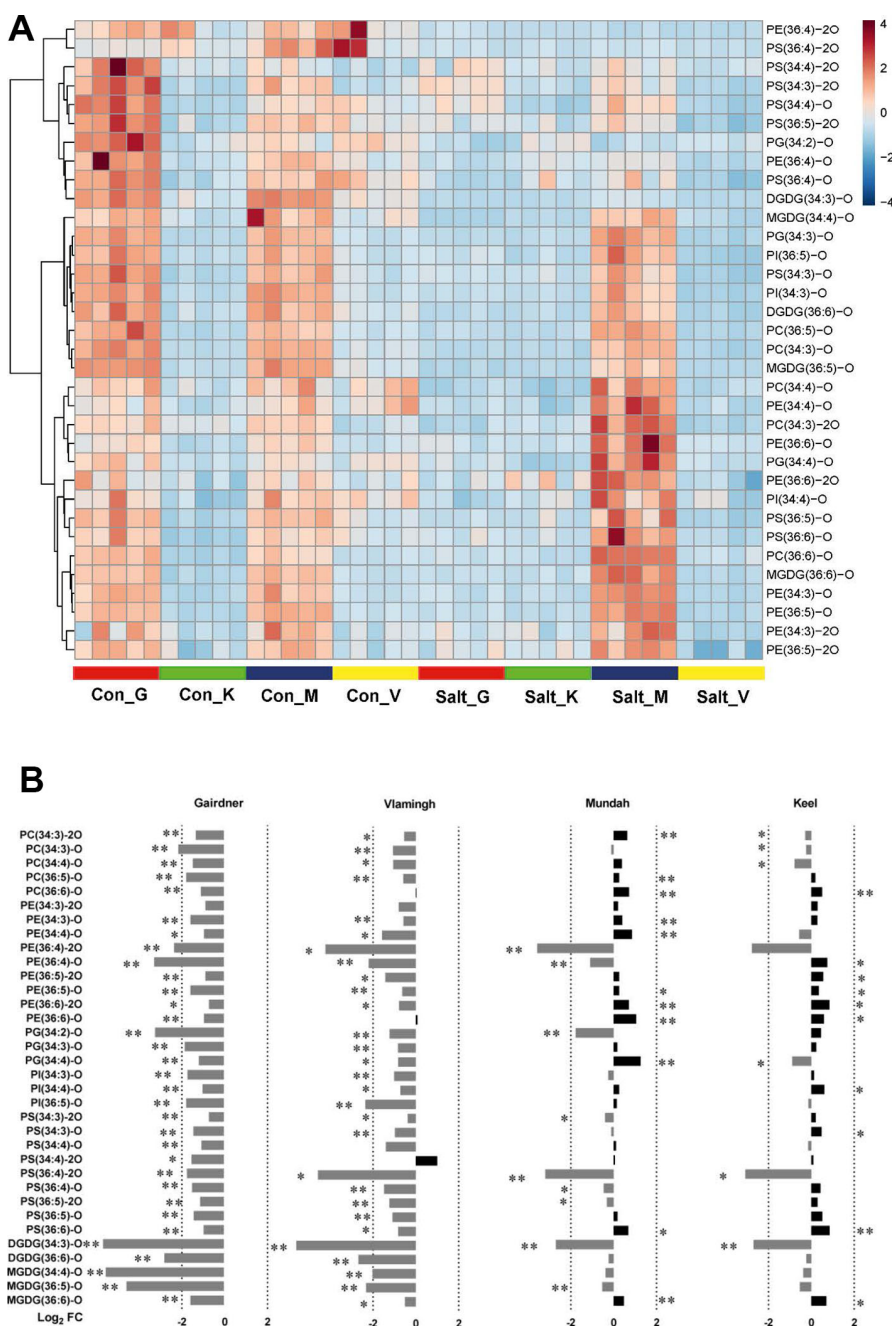 A
PE(36:4)−2O
PS(36:4)−2O
PS(34:4)−2O
PS(34:3)−2O
PS(34:4)−O
PS(36:5)−2O
PG(34:2)−O
PE(36:4)−O
PS(36:4)−O
DGDG(34:3)−O
MGDG(34:4)−O
PG(34:3)−O
PI(36:5)−O
PS(34:3)−O
PI(34:3)−O
DGDG(36:6)−O
PC(36:5)−O
PC(34:3)−O
MGDG(36:5)−O
PC(34:4)−O
PE(34:4)−O
PC(34:3)−2O
PE(36:6)−O
PG(34:4)−O
PE(36:6)−2O
PI(34:4)−O
PS(36:5)−O
PS(36:6)−O
PC(36:6)−O
MGDG(36:6)−O
PE(34:3)−O
PE(36:5)−O
PE(34:3)−2O
PE(36:5)−2O
4
2
0
−2
−4
Con_G Con_K Con_M Con_V Salt_G Salt_K Salt_M Salt_V
B
Gairdner Vlamingh Mundah Keel
PC(34:3)-2O ** * ** *
PC(34:3)-O ** ** *
PC(34:4)-O ** * *
PC(36:5)-O ** ** **
PC(36:6)-O ** ** **
PE(34:3)-2O
PE(34:3)-O ** ** **
PE(34:4)-O * * **
PE(36:4)-2O ** * **
PE(36:4)-O ** ** ** *
PE(36:5)-2O ** * *
PE(36:5)-O ** ** * *
PE(36:6)-2O * * ** *
PE(36:6)-O ** ** *
PG(34:2)-O ** ** **
PG(34:3)-O ** **
PG(34:4)-O ** * ** *
PI(34:3)-O ** **
PI(34:4)-O ** * *
PI(36:5)-O ** **
PS(34:3)-2O ** * *
PS(34:3)-O ** ** *
PS(34:4)-O **
PS(34:4)-2O *
PS(36:4)-2O ** * ** *
PS(36:4)-O ** ** *
PS(36:5)-2O ** ** *
PS(36:5)-O ** **
PS(36:6)-O ** * * **
DGDG(34:3)-O ** ** ** **
DGDG(36:6)-O ** **
MGDG(34:4)-O ** **
MGDG(36:5)-O ** ** **
MGDG(36:6)-O ** * ** *
Log2 FC -2 0 2 -2 0 2 -2 0 2 -2 0 2